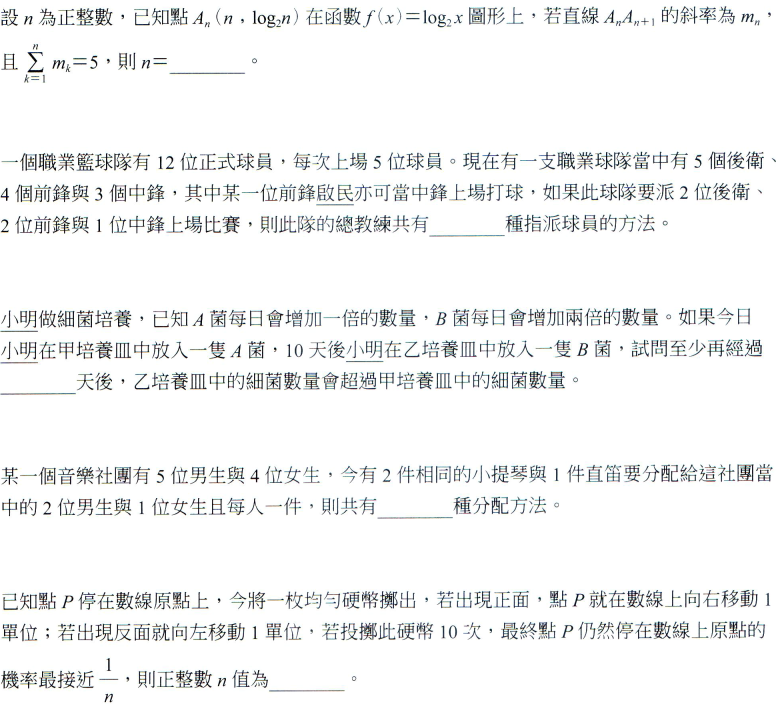 設 n 為正整數，已知點 Aₙ（n，log₂n）在函數 f（x）＝log₂x 圖形上，若直線 AₙAₙ₊₁ 的斜率為 mₙ，
且 $\sum_{k=1}^{n}$ mₖ＝5，則 n＝________。
一個職業籃球隊有 12 位正式球員，每次上場 5 位球員。現在有一支職業球隊當中有 5 個後衛、
4 個前鋒與 3 個中鋒，其中某一位前鋒啟民亦可當中鋒上場打球，如果此球隊要派 2 位後衛、
2 位前鋒與 1 位中鋒上場比賽，則此隊的總教練共有________種指派球員的方法。
小明做細菌培養，已知 A 菌每日會增加一倍的數量，B 菌每日會增加兩倍的數量。如果今日
小明在甲培養皿中放入一隻 A 菌，10 天後小明在乙培養皿中放入一隻 B 菌，試問至少再經過
________天後，乙培養皿中的細菌數量會超過甲培養皿中的細菌數量。
某一個音樂社團有 5 位男生與 4 位女生，今有 2 件相同的小提琴與 1 件直笛要分配給這社團當
中的 2 位男生與 1 位女生且每人一件，則共有________種分配方法。
已知點 P 停在數線原點上，今將一枚均勻硬幣擲出，若出現正面，點 P 就在數線上向右移動 1
單位；若出現反面就向左移動 1 單位，若投擲此硬幣 10 次，最終點 P 仍然停在數線上原點的
機率最接近 $\frac{1}{n}$，則正整數 n 值為________。